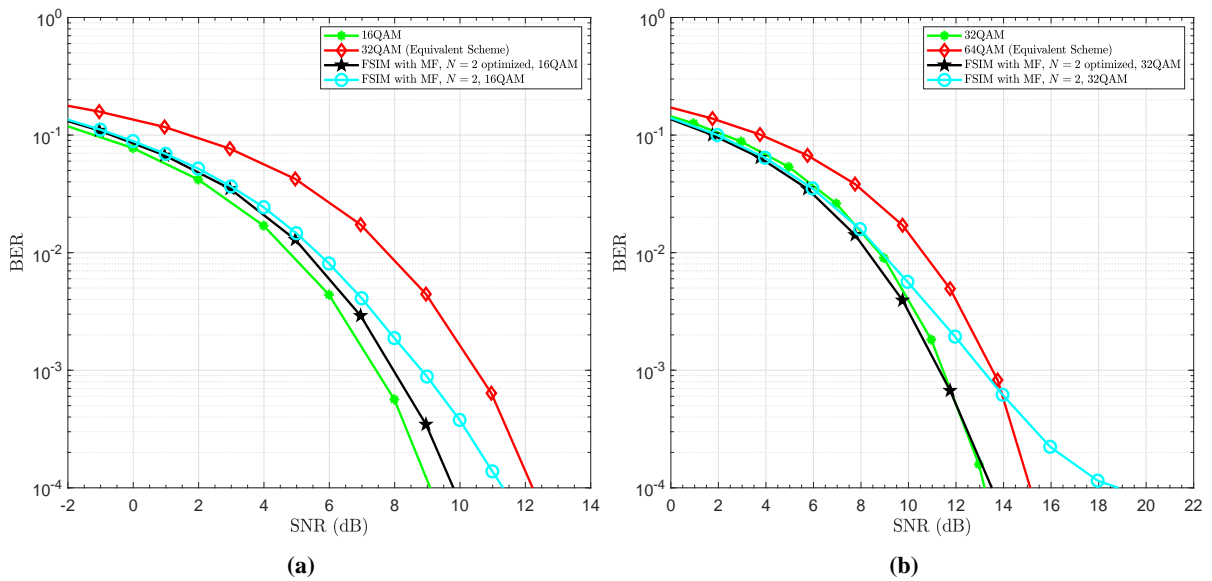 10^0
10^-1
10^-2
10^-3
10^-4
BER
-2 0 2 4 6 8 10 12 14
SNR (dB)
16QAM
32QAM (Equivalent Scheme)
FSIM with MF, N = 2 optimized, 16QAM
FSIM with MF, N = 2, 16QAM
(a)
10^0
10^-1
10^-2
10^-3
10^-4
BER
0 2 4 6 8 10 12 14 16 18 20 22
SNR (dB)
32QAM
64QAM (Equivalent Scheme)
FSIM with MF, N = 2 optimized, 32QAM
FSIM with MF, N = 2, 32QAM
(b)